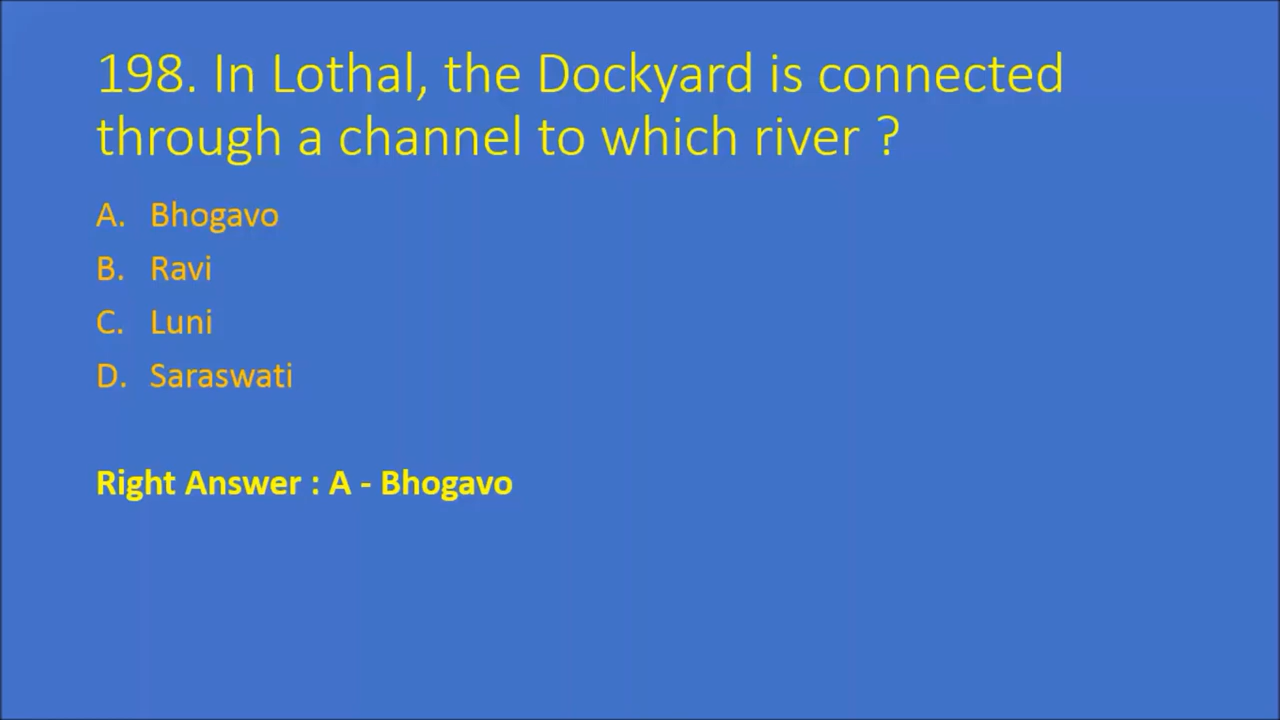 198. In Lothal, the Dockyard is connected
through a channel to which river ?
A. Bhogavo
B. Ravi
C. Luni
D. Saraswati
Right Answer : A - Bhogavo